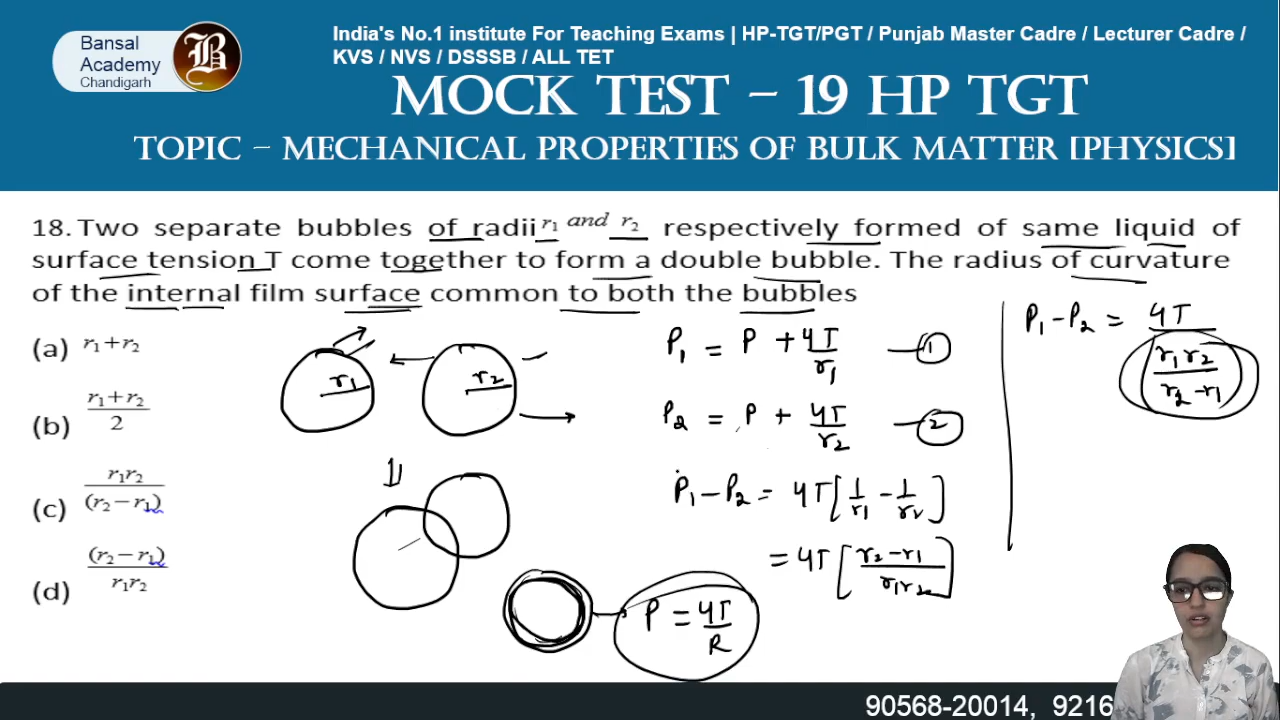 Bansal
Academy
Chandigarh
B
India's No.1 institute For Teaching Exams | HP-TGT/PGT / Punjab Master Cadre / Lecturer Cadre /
KVS / NVS / DSSSB / ALL TET
MOCK TEST – 19 HP TGT
TOPIC – MECHANICAL PROPERTIES OF BULK MATTER [PHYSICS]
18. Two separate bubbles of radii r₁ and r₂ respectively formed of same liquid of
surface tension T come together to form a double bubble. The radius of curvature
of the internal film surface common to both the bubbles
(a) r₁+r₂
(b) (r₁+r₂)/2
(c) r₁r₂/(r₂−r₁)
(d) (r₂−r₁)/r₁r₂
r₁
r₂
P₁ = P + 4T/r₁ —①
P₂ = P + 4T/r₂ —②
P₁−P₂ = 4T[1/r₁ − 1/r₂]
= 4T[(r₂−r₁)/r₁r₂]
P = 4T/R
P₁−P₂ = 4T/(r₁r₂/(r₂−r₁))
90568-20014, 9216